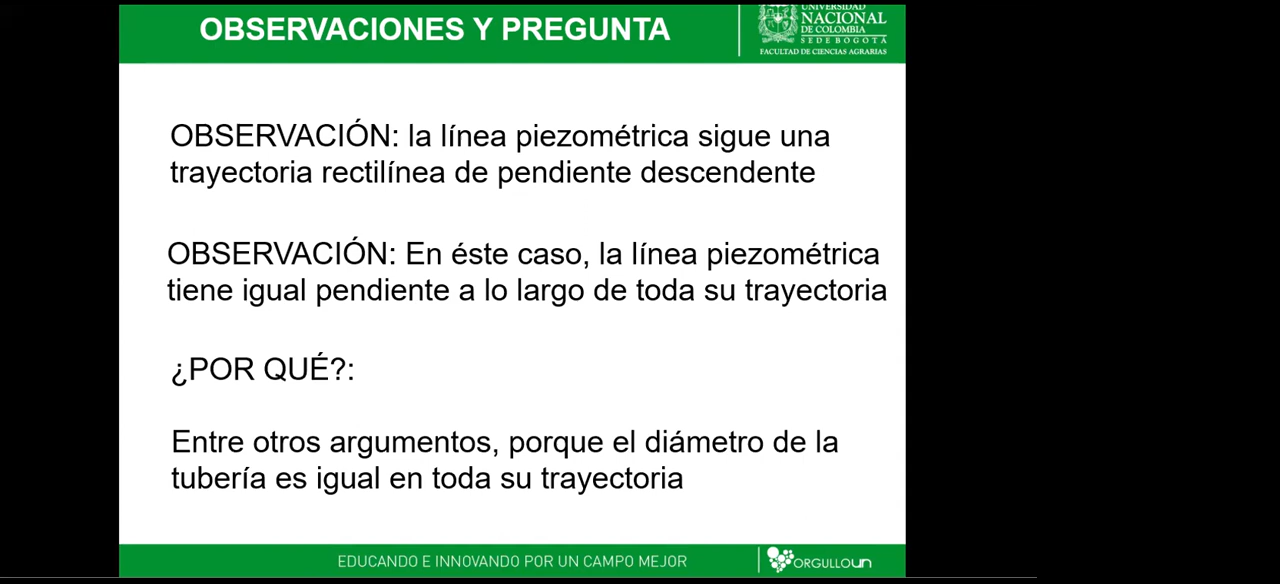 OBSERVACIONES Y PREGUNTA
UNIVERSIDAD
NACIONAL
DE COLOMBIA
SEDE BOGOTÁ
FACULTAD DE CIENCIAS AGRARIAS
OBSERVACIÓN: la línea piezométrica sigue una
trayectoria rectilínea de pendiente descendente
OBSERVACIÓN: En éste caso, la línea piezométrica
tiene igual pendiente a lo largo de toda su trayectoria
¿POR QUÉ?:
Entre otros argumentos, porque el diámetro de la
tubería es igual en toda su trayectoria
EDUCANDO E INNOVANDO POR UN CAMPO MEJOR
ORGULLOUN